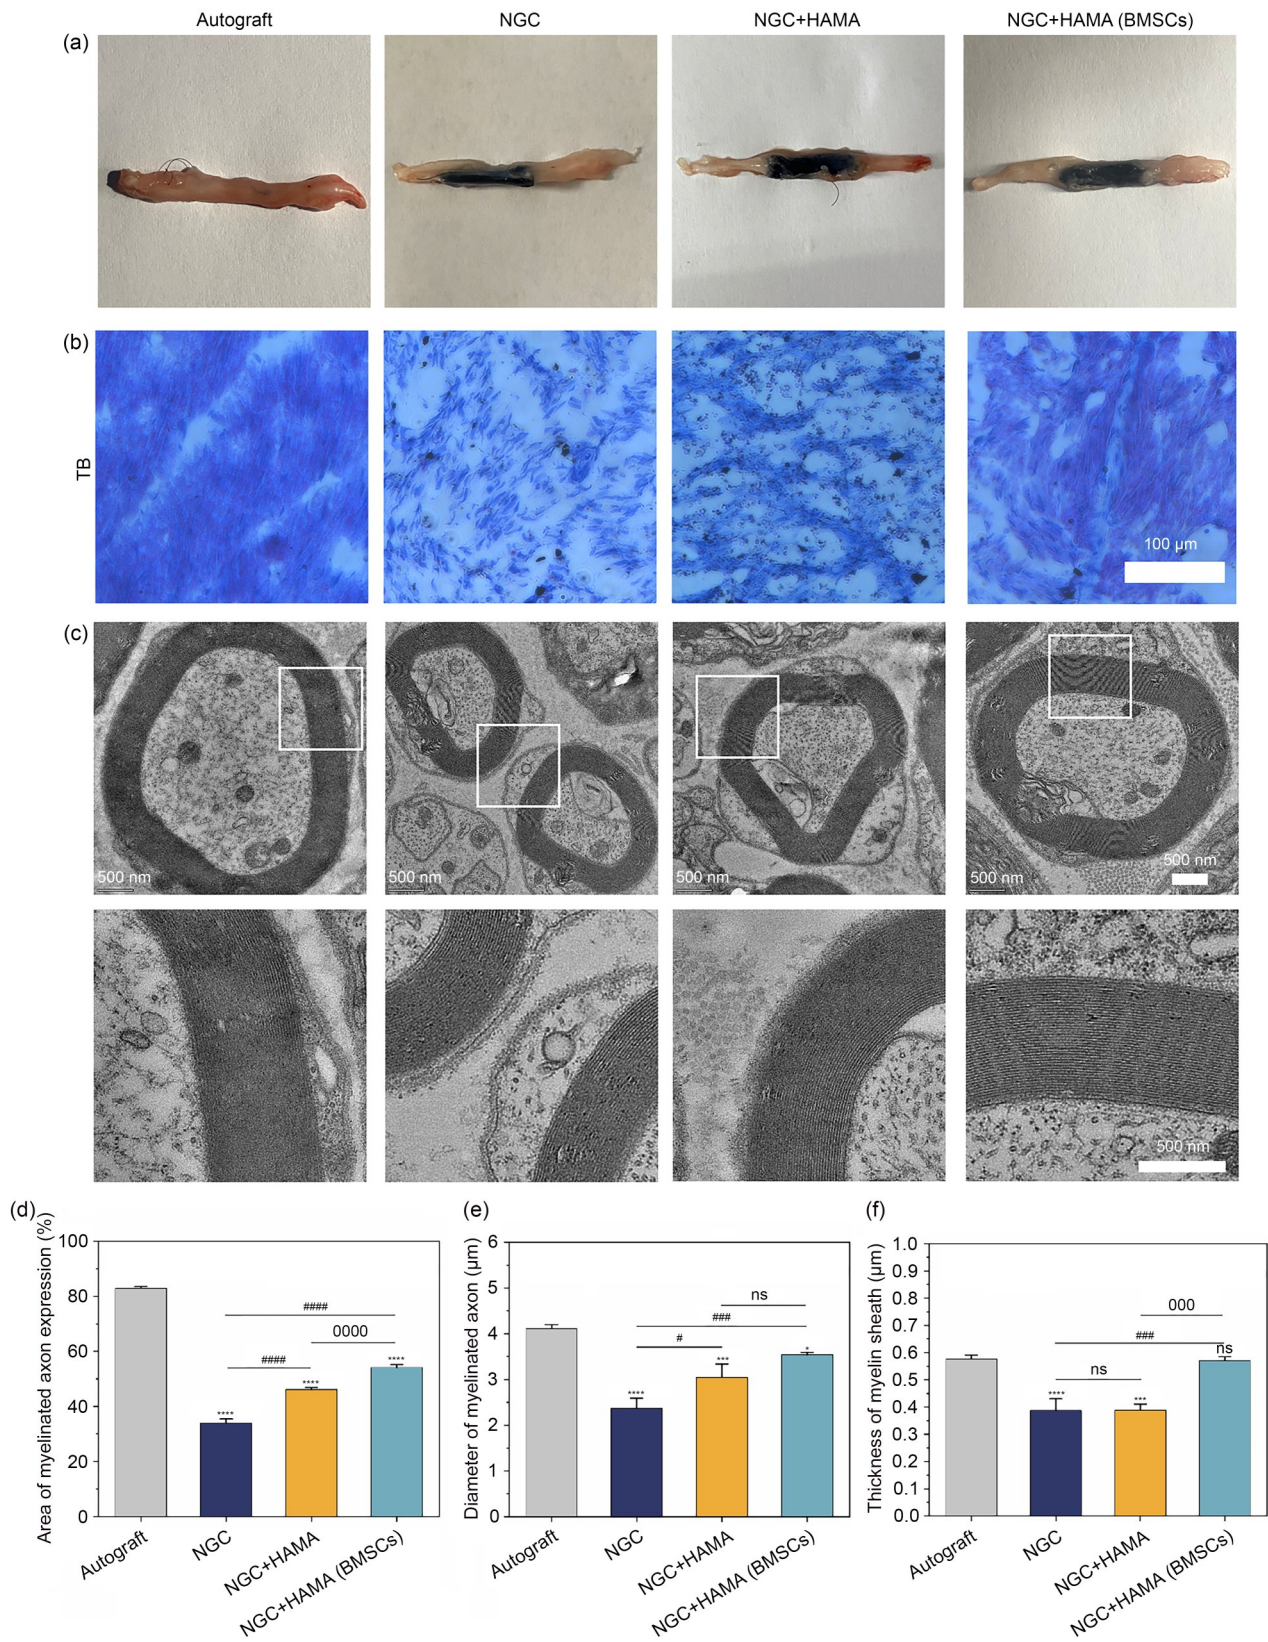 Autograft NGC NGC+HAMA NGC+HAMA (BMSCs)
(a)
(b)
TB
100 µm
(c)
500 nm 500 nm 500 nm 500 nm 500 nm
500 nm
(d) (e) (f)
Area of myelinated axon expression (%)
100
80
60
40
20
0
####
0000
####
****
****
****
Autograft NGC NGC+HAMA NGC+HAMA (BMSCs)
Diameter of myelinated axon (µm)
6
5
4
3
2
1
0
ns
###
#
****
***
*
Autograft NGC NGC+HAMA NGC+HAMA (BMSCs)
Thickness of myelin sheath (µm)
1.0
0.9
0.8
0.7
0.6
0.5
0.4
0.3
0.2
0.1
0.0
000
###
ns
ns
****
***
Autograft NGC NGC+HAMA NGC+HAMA (BMSCs)